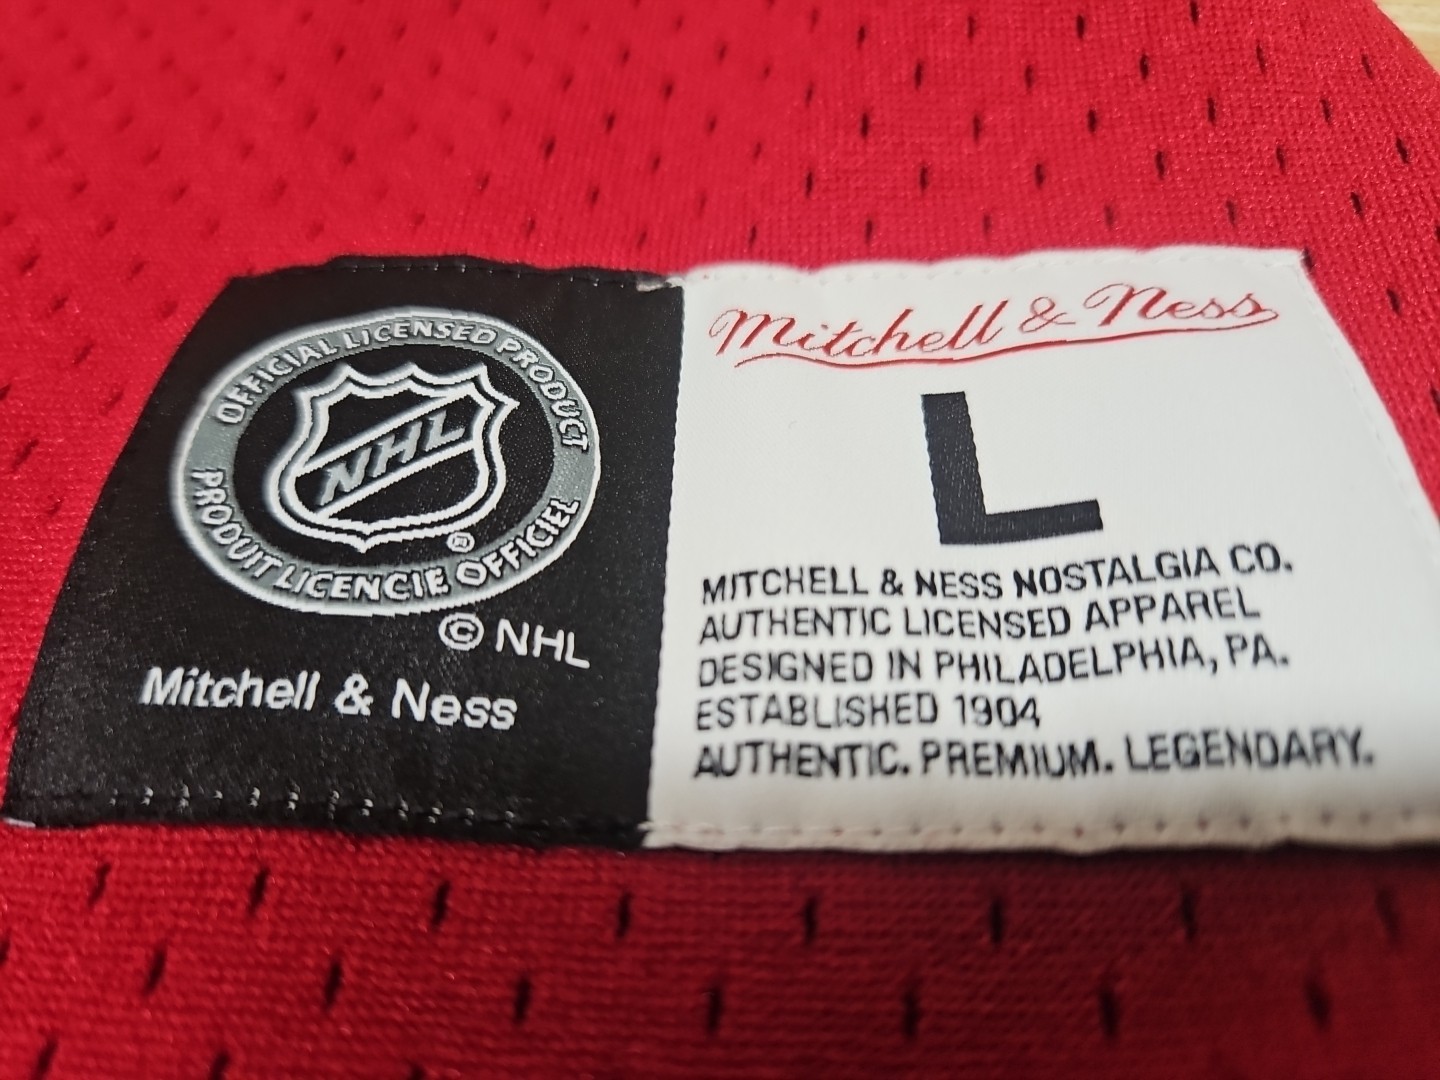 OFFICIAL LICENSED PRODUCT
NHL
®
PRODUIT LICENCIE OFFICIEL
© NHL
Mitchell & Ness
Mitchell & Ness
L
MITCHELL & NESS NOSTALGIA CO.
AUTHENTIC LICENSED APPAREL
DESIGNED IN PHILADELPHIA, PA.
ESTABLISHED 1904
AUTHENTIC. PREMIUM. LEGENDARY.